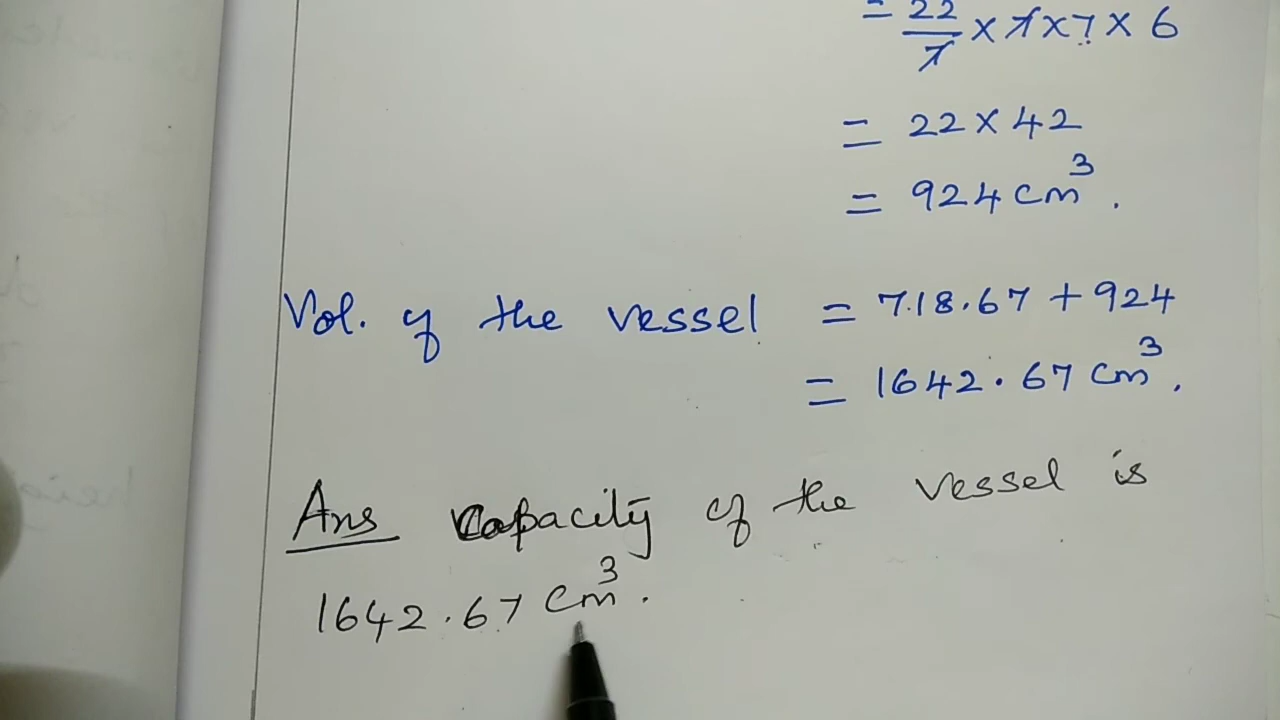 = 22/7 × 7 × 7 × 6
= 22 × 42
= 924 cm³.
Vol. of the vessel = 718.67 + 924
= 1642.67 cm³.
Ans Capacity of the vessel is
1642.67 cm³.